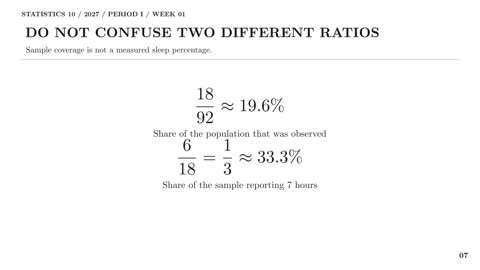 STATISTICS 10 / 2027 / PERIOD I / WEEK 01
DO NOT CONFUSE TWO DIFFERENT RATIOS
Sample coverage is not a measured sleep percentage.
18/92 ≈ 19.6%
Share of the population that was observed
6/18 = 1/3 ≈ 33.3%
Share of the sample reporting 7 hours
07